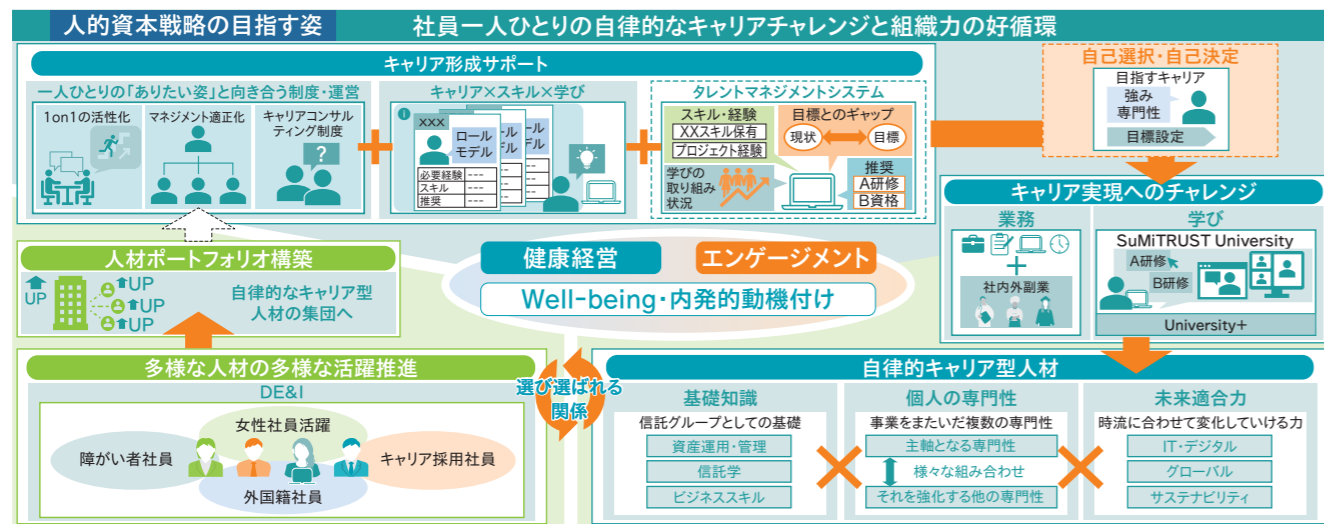 人的資本戦略の目指す姿
社員一人ひとりの自律的なキャリアチャレンジと組織力の好循環
キャリア形成サポート
一人ひとりの「ありたい姿」と向き合う制度・運営
1on1の活性化
マネジメント適正化
キャリアコンサル
ティング制度
?
キャリア×スキル×学び
i
XXX
ロール
モデル
ール
デル
ール
デル
必要経験 ---
スキル ---
推奨 ---
タレントマネジメントシステム
スキル・経験
XXスキル保有
プロジェクト経験
目標とのギャップ
現状
目標
学びの
取り組み
状況
推奨
A研修
B資格
自己選択・自己決定
目指すキャリア
強み
専門性
目標設定
キャリア実現へのチャレンジ
業務
社内外副業
学び
SuMiTRUST University
A研修
B研修
University+
健康経営
エンゲージメント
Well-being・内発的動機付け
人材ポートフォリオ構築
UP
UP
UP
UP
自律的なキャリア型
人材の集団へ
多様な人材の多様な活躍推進
DE&I
女性社員活躍
障がい者社員
キャリア採用社員
外国籍社員
選び選ばれる
関係
自律的キャリア型人材
基礎知識
信託グループとしての基礎
資産運用・管理
信託学
ビジネススキル
個人の専門性
事業をまたいだ複数の専門性
主軸となる専門性
様々な組み合わせ
それを強化する他の専門性
未来適合力
時流に合わせて変化していける力
IT・デジタル
グローバル
サステナビリティ